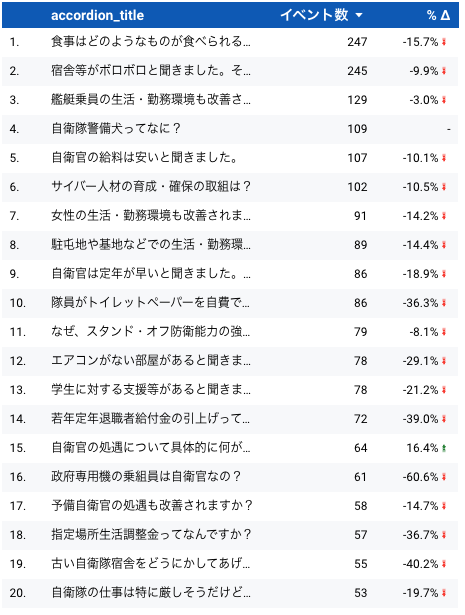 accordion_title イベント数 % Δ
1. 食事はどのようなものが食べられる... 247 -15.7%
2. 宿舎等がボロボロと聞きました。そ... 245 -9.9%
3. 艦艇乗員の生活・勤務環境も改善さ... 129 -3.0%
4. 自衛隊警備犬ってなに？ 109 -
5. 自衛官の給料は安いと聞きました。 107 -10.1%
6. サイバー人材の育成・確保の取組は？ 102 -10.5%
7. 女性の生活・勤務環境も改善されま... 91 -14.2%
8. 駐屯地や基地などでの生活・勤務環... 89 -14.4%
9. 自衛官は定年が早いと聞きました。... 86 -18.9%
10. 隊員がトイレットペーパーを自費で... 86 -36.3%
11. なぜ、スタンド・オフ防衛能力の強... 79 -8.1%
12. エアコンがない部屋があると聞きま... 78 -29.1%
13. 学生に対する支援等があると聞きま... 78 -21.2%
14. 若年定年退職者給付金の引上げって... 72 -39.0%
15. 自衛官の処遇について具体的に何が... 64 16.4%
16. 政府専用機の乗組員は自衛官なの？ 61 -60.6%
17. 予備自衛官の処遇も改善されますか？ 58 -14.7%
18. 指定場所生活調整金ってなんですか？ 57 -36.7%
19. 古い自衛隊宿舎をどうにかしてあげ... 55 -40.2%
20. 自衛隊の仕事は特に厳しそうだけど... 53 -19.7%